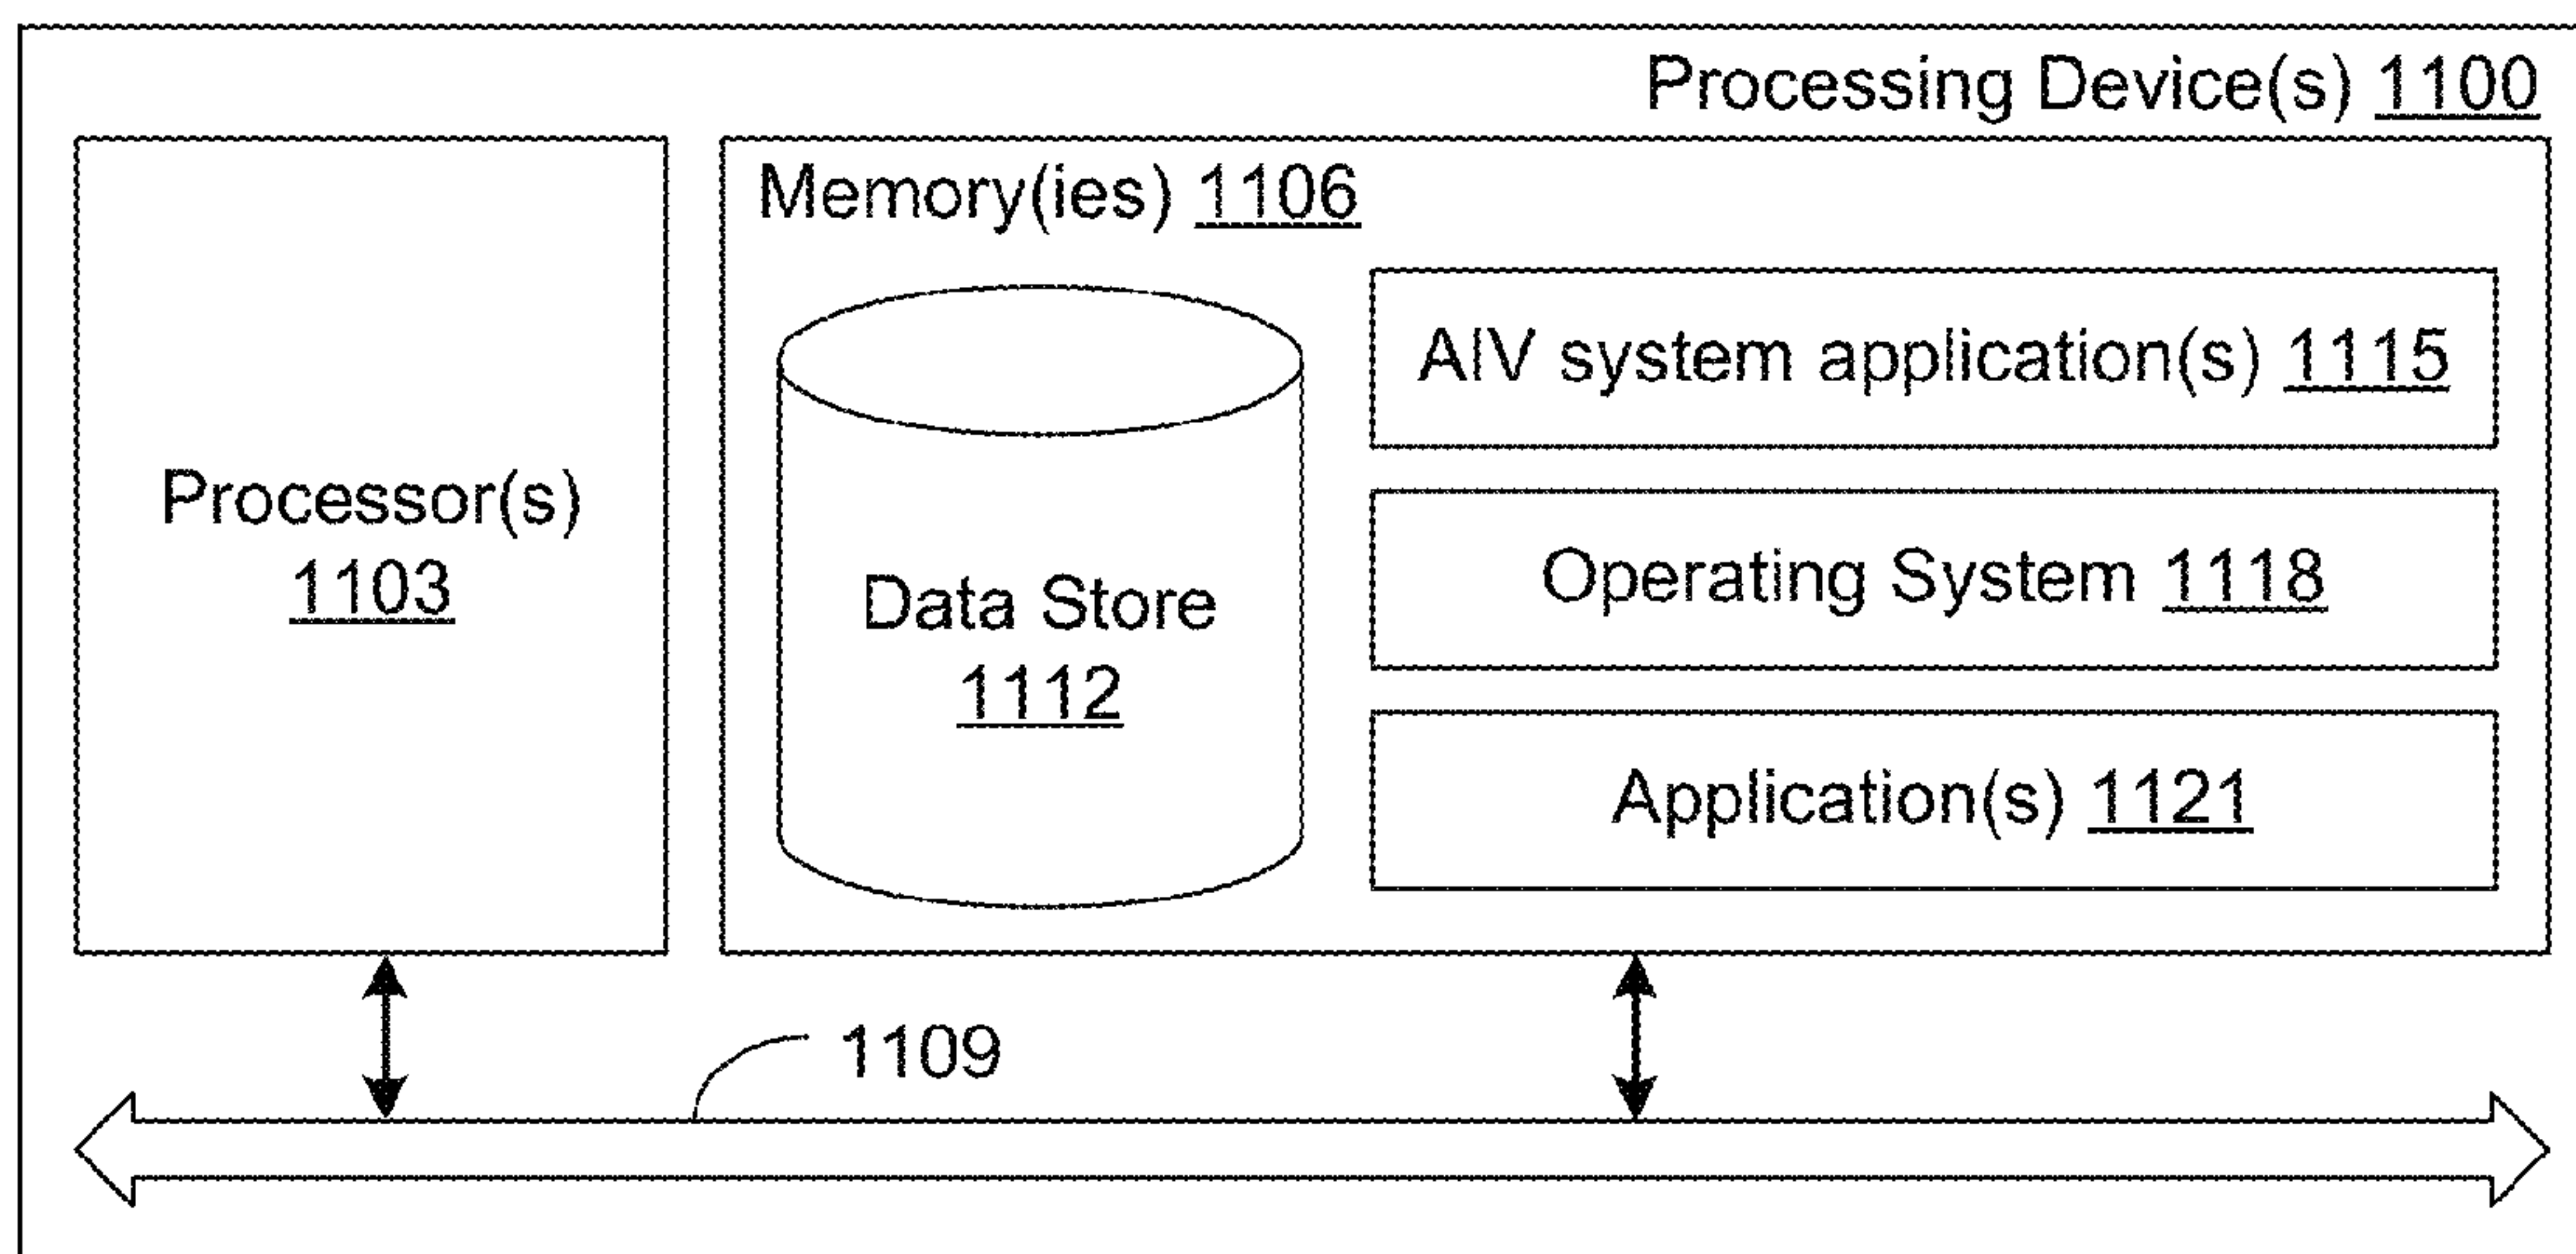 Processing Device(s) 1100
Memory(ies) 1106
Processor(s)
1103
Data Store
1112
AIV system application(s) 1115
Operating System 1118
Application(s) 1121
1109